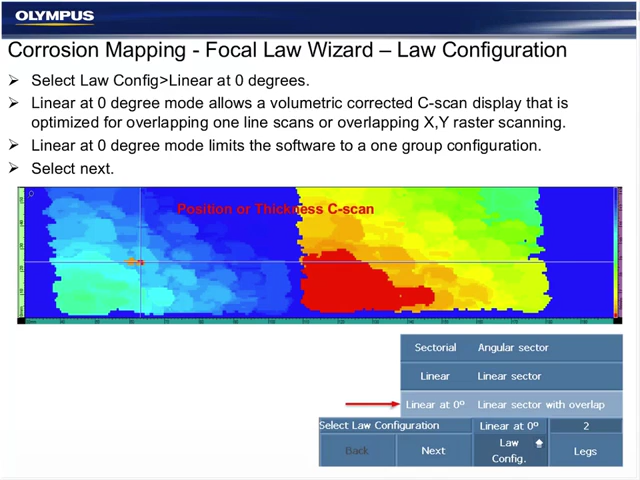 OLYMPUS
Corrosion Mapping - Focal Law Wizard – Law Configuration
Select Law Config>Linear at 0 degrees.
Linear at 0 degree mode allows a volumetric corrected C-scan display that is
optimized for overlapping one line scans or overlapping X,Y raster scanning.
Linear at 0 degree mode limits the software to a one group configuration.
Select next.
Position or Thickness C-scan
Sectorial Angular sector
Linear Linear sector
Linear at 0º Linear sector with overlap
Select Law Configuration Linear at 0º 2
Back Next Law Config. Legs